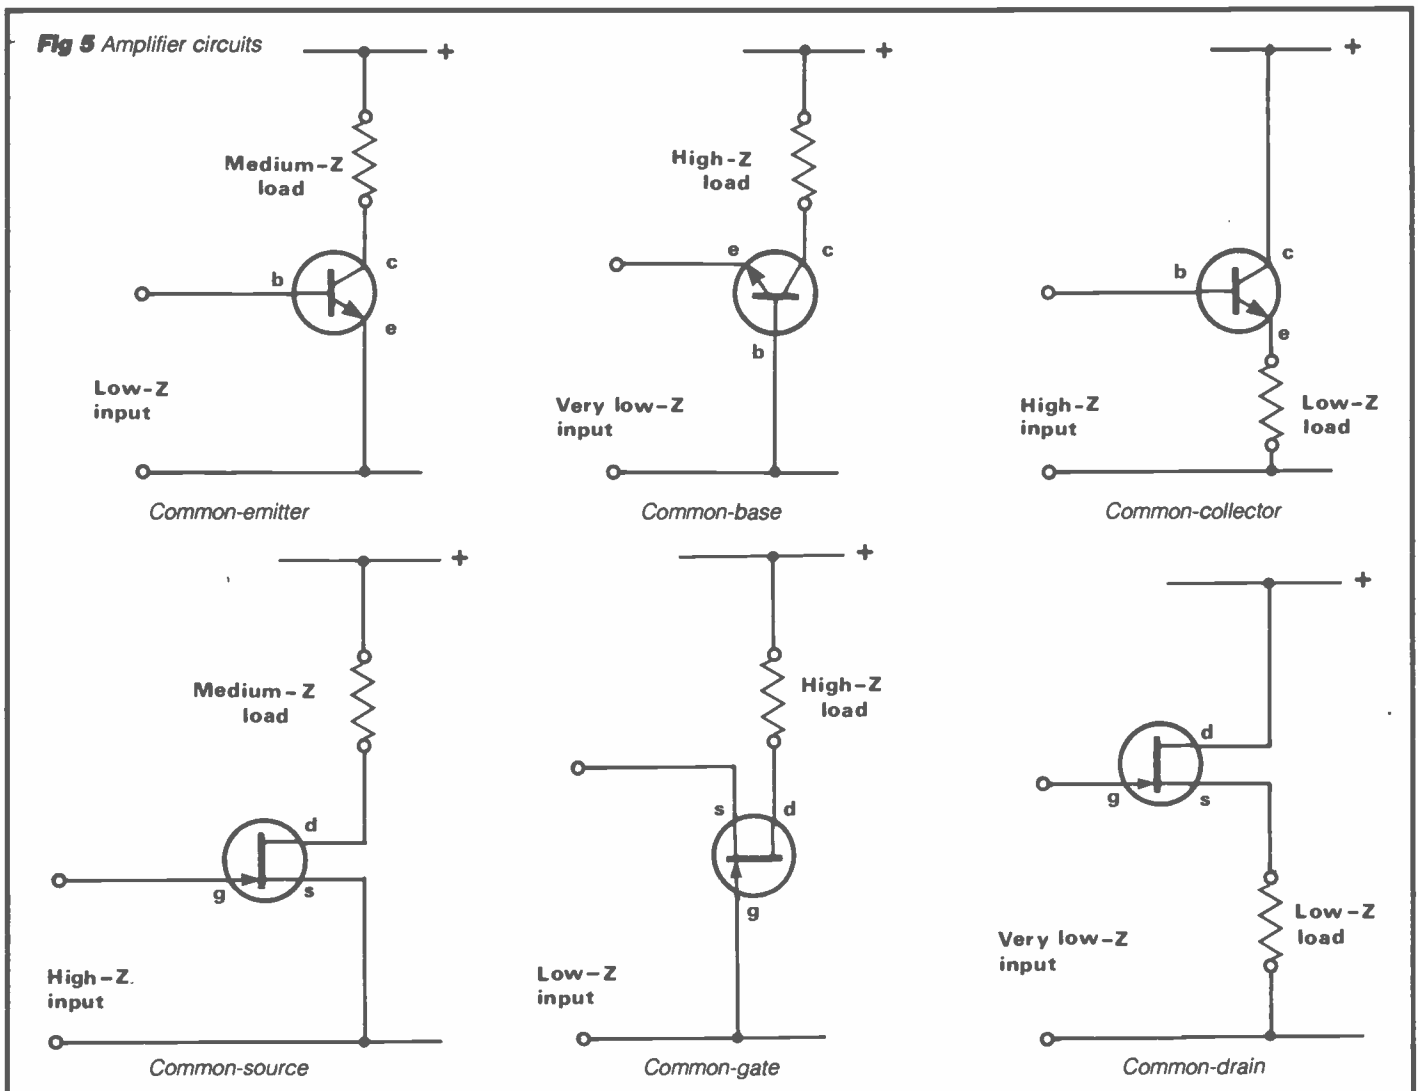 Fig 5 Amplifier circuits
+
Medium-Z
load
b
c
e
Low-Z
input
Common-emitter
+
High-Z
load
e
c
b
Very low-Z
input
Common-base
+
b
c
e
High-Z
input
Low-Z
load
Common-collector
+
Medium-Z
load
d
g
s
High-Z.
input
Common-source
+
High-Z
load
s
d
g
Low-Z
input
Common-gate
+
d
g
s
Very low-Z
input
Low-Z
load
Common-drain